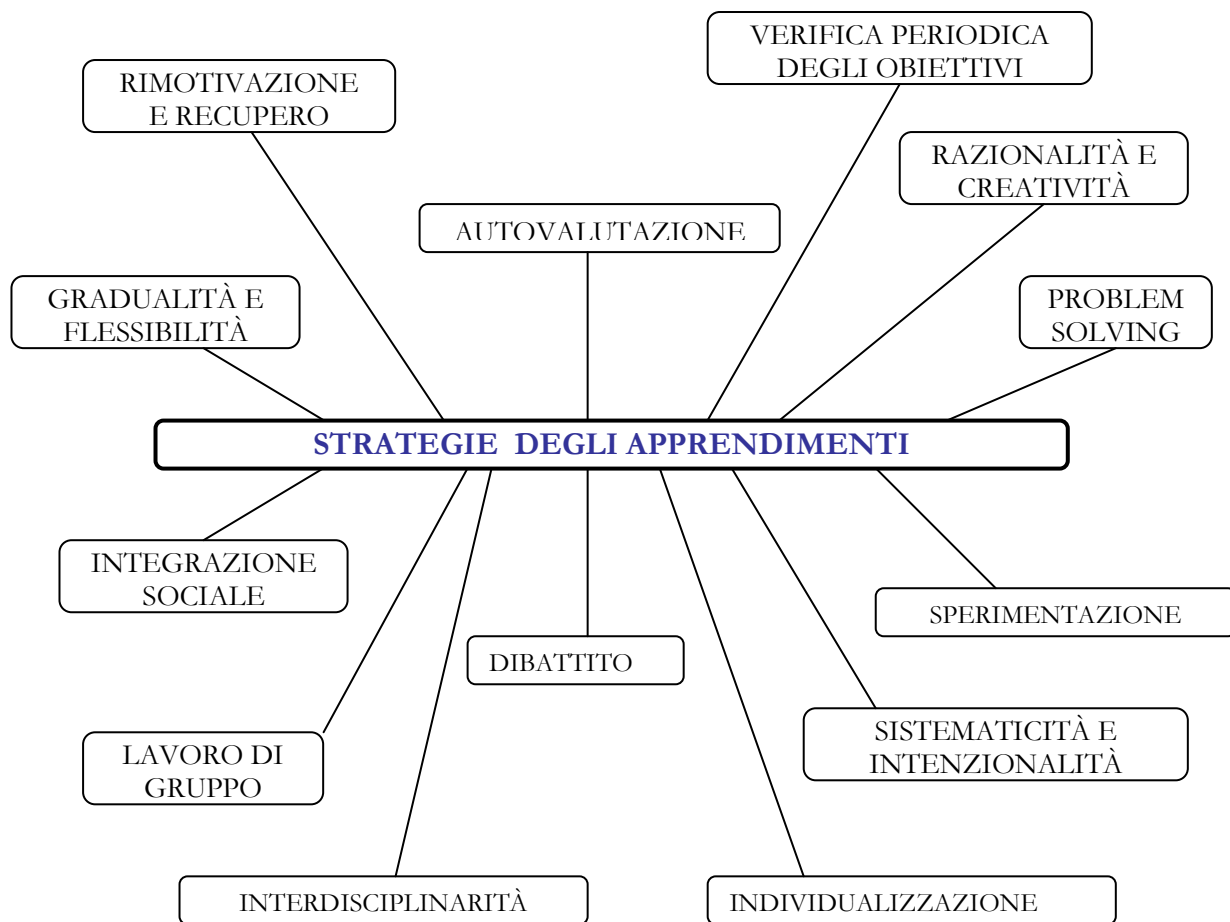 VERIFICA PERIODICA
DEGLI OBIETTIVI
RIMOTIVAZIONE
E RECUPERO
RAZIONALITÀ E
CREATIVITÀ
AUTOVALUTAZIONE
GRADUALITÀ E
FLESSIBILITÀ
PROBLEM
SOLVING
STRATEGIE DEGLI APPRENDIMENTI
INTEGRAZIONE
SOCIALE
SPERIMENTAZIONE
DIBATTITO
SISTEMATICITÀ E
INTENZIONALITÀ
LAVORO DI
GRUPPO
INTERDISCIPLINARITÀ
INDIVIDUALIZZAZIONE